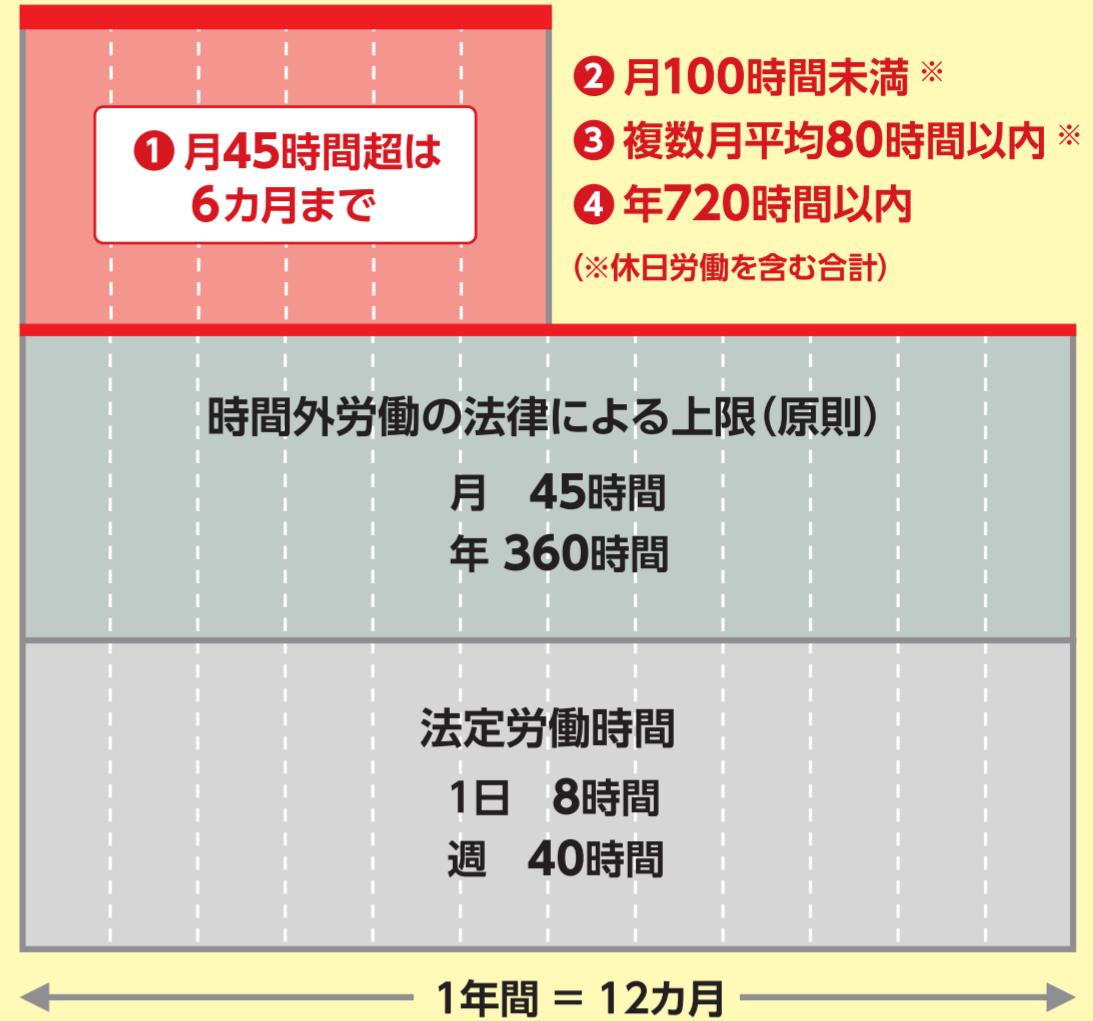 ❶ 月45時間超は
6カ月まで
❷ 月100時間未満 ※
❸ 複数月平均80時間以内 ※
❹ 年720時間以内
(※休日労働を含む合計)
時間外労働の法律による上限(原則)
月 45時間
年 360時間
法定労働時間
1日 8時間
週 40時間
1年間 = 12カ月